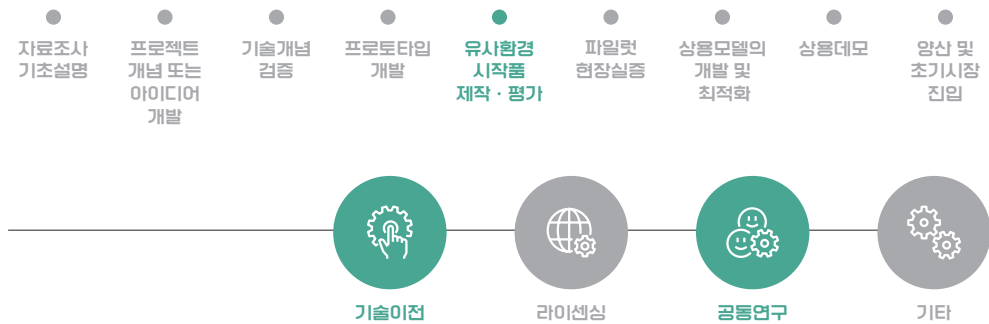 자료조사
기초설명
프로젝트
개념 또는
아이디어
개발
기술개념
검증
프로토타입
개발
유사환경
시작품
제작 · 평가
파일럿
현장실증
상용모델의
개발 및
최적화
상용데모
양산 및
초기시장
진입
기술이전
라이센싱
공동연구
기타